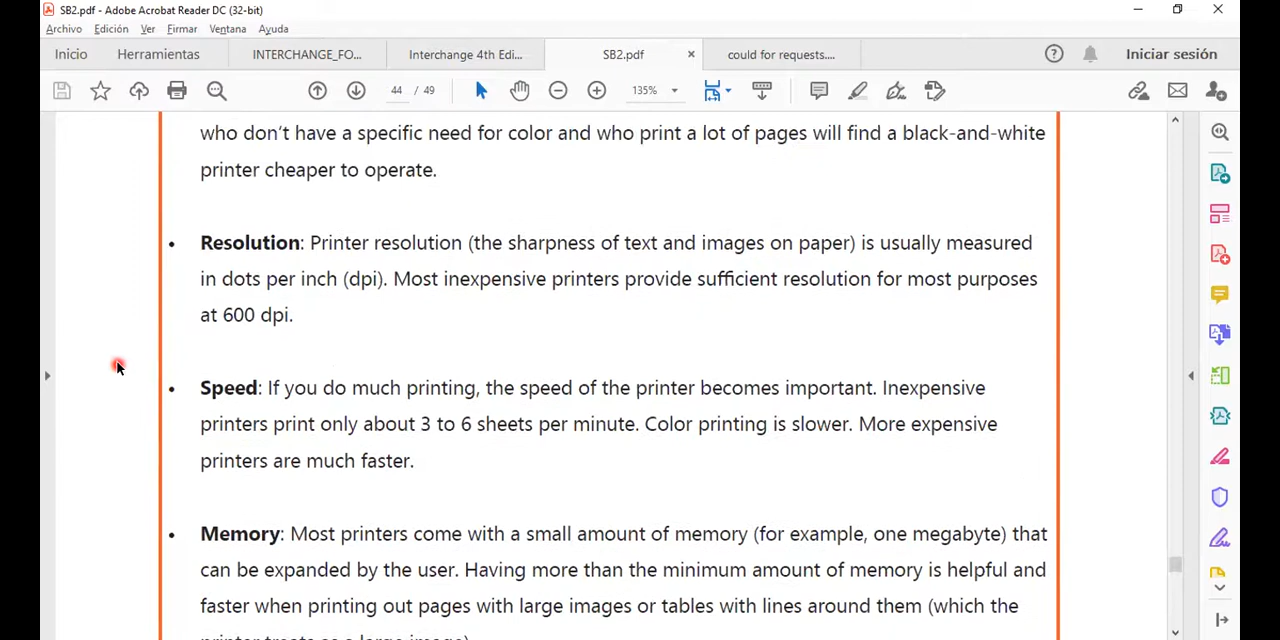 SB2.pdf - Adobe Acrobat Reader DC (32-bit)
Archivo Edición Ver Firmar Ventana Ayuda
Inicio Herramientas INTERCHANGE_FO... Interchange 4th Edi... SB2.pdf could for requests.... Iniciar sesión
44 / 49 135%
who don't have a specific need for color and who print a lot of pages will find a black-and-white
printer cheaper to operate.
• Resolution: Printer resolution (the sharpness of text and images on paper) is usually measured
in dots per inch (dpi). Most inexpensive printers provide sufficient resolution for most purposes
at 600 dpi.
• Speed: If you do much printing, the speed of the printer becomes important. Inexpensive
printers print only about 3 to 6 sheets per minute. Color printing is slower. More expensive
printers are much faster.
• Memory: Most printers come with a small amount of memory (for example, one megabyte) that
can be expanded by the user. Having more than the minimum amount of memory is helpful and
faster when printing out pages with large images or tables with lines around them (which the
printer treats as a large image).